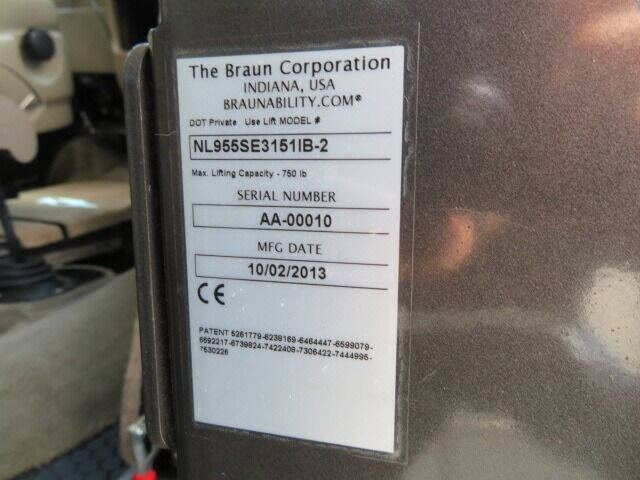 The Braun Corporation
INDIANA, USA
BRAUNABILITY.COM®
DOT Private Use Lift MODEL #
NL955SE3151IB-2
Max. Lifting Capacity - 750 lb
SERIAL NUMBER
AA-00010
MFG DATE
10/02/2013
CE
PATENT 5261779-6238169-6464447-6599079-
6692217-6739824-7422408-7306422-7444995-
7530226